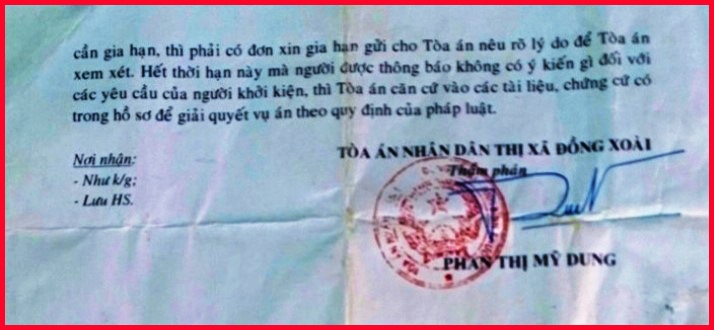 cần gia hạn, thì phải có đơn xin gia hạn gửi cho Tòa án nêu rõ lý do để Tòa án
xem xét. Hết thời hạn này mà người được thông báo không có ý kiến gì đối với
các yêu cầu của người khởi kiện, thì Tòa án căn cứ vào các tài liệu, chứng cứ có
trong hồ sơ để giải quyết vụ án theo quy định của pháp luật.
TÒA ÁN NHÂN DÂN THỊ XÃ ĐỒNG XOÀI
Thẩm phán
Nơi nhận:
- Như k/g;
- Lưu HS.
PHAN THỊ MỸ DUNG